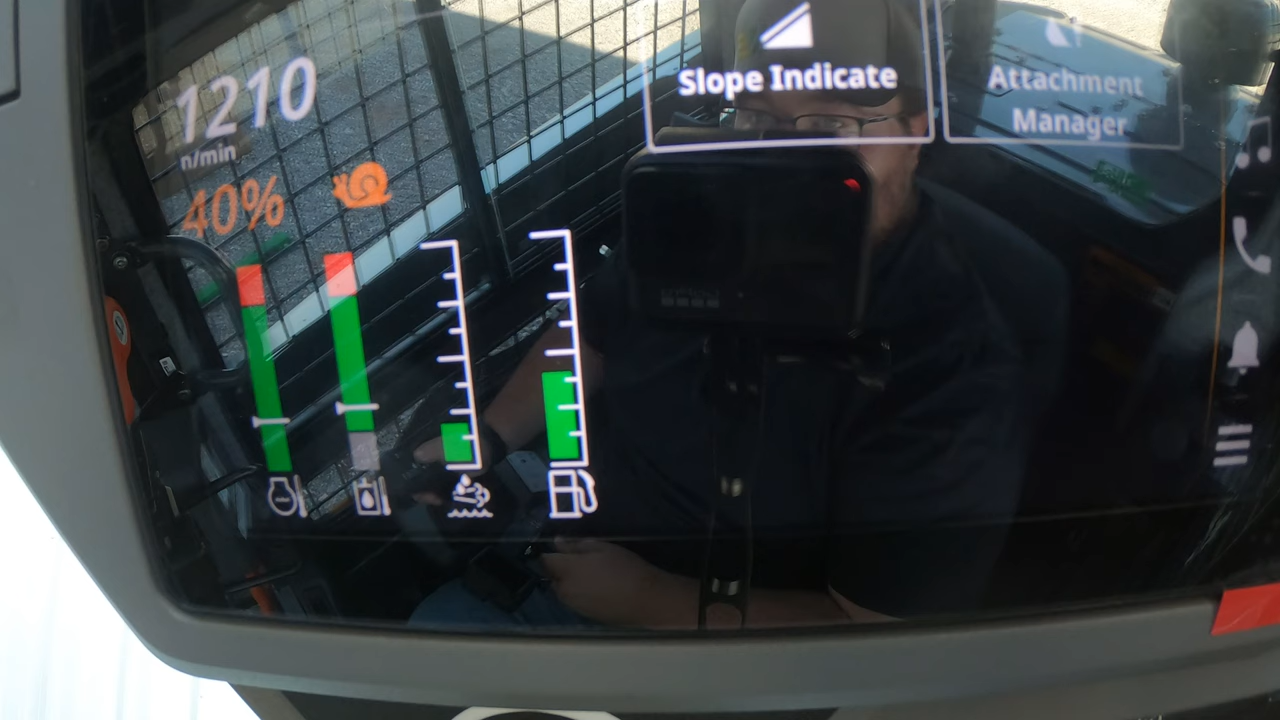 1210
n/min
40%
Slope Indicate
Attachment
Manager